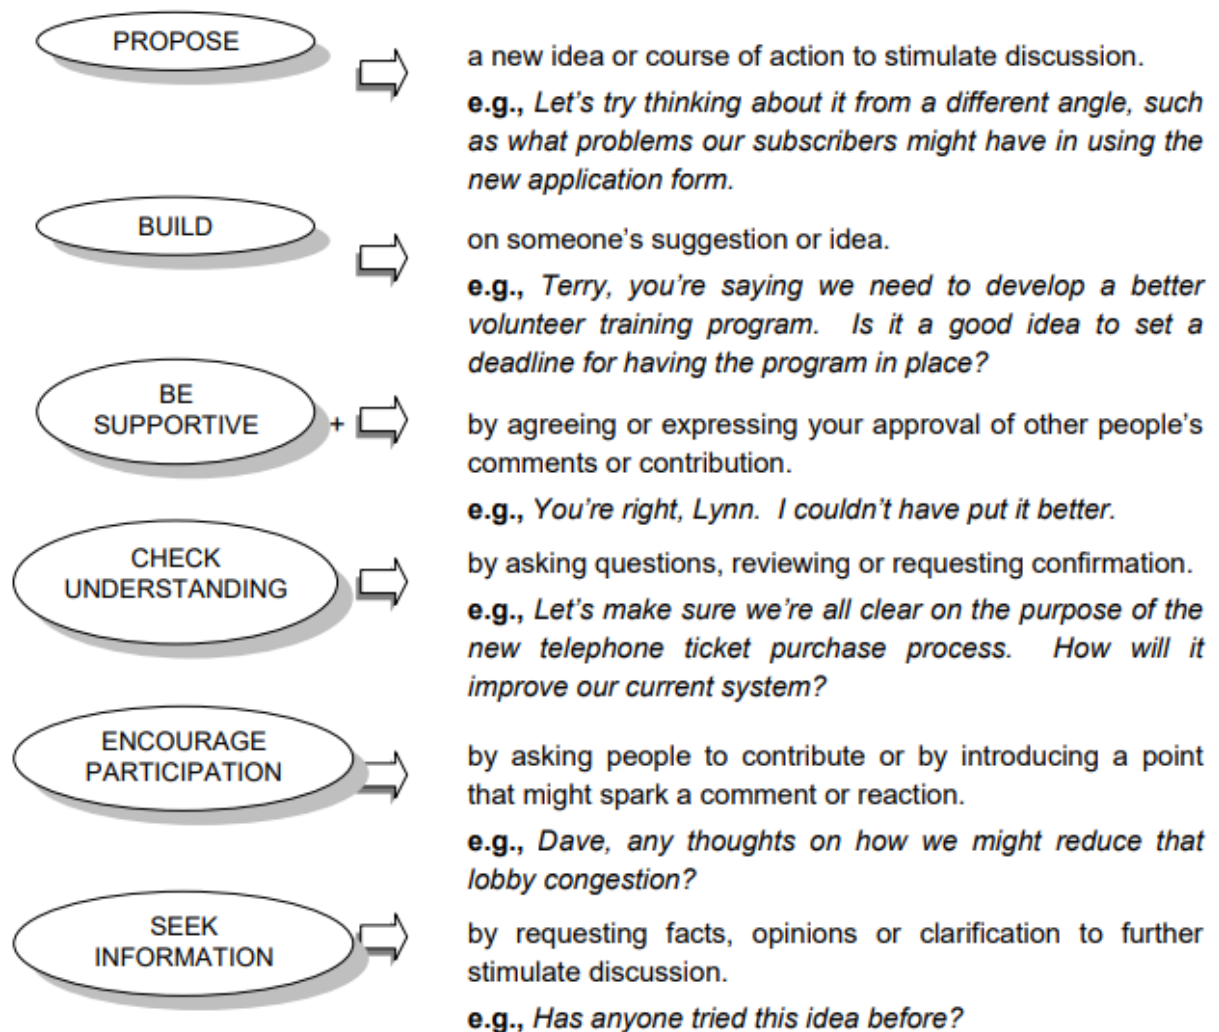 PROPOSE
a new idea or course of action to stimulate discussion.
e.g., Let's try thinking about it from a different angle, such
as what problems our subscribers might have in using the
new application form.
BUILD
on someone's suggestion or idea.
e.g., Terry, you're saying we need to develop a better
volunteer training program. Is it a good idea to set a
deadline for having the program in place?
BE
SUPPORTIVE
+
by agreeing or expressing your approval of other people's
comments or contribution.
e.g., You're right, Lynn. I couldn't have put it better.
CHECK
UNDERSTANDING
by asking questions, reviewing or requesting confirmation.
e.g., Let's make sure we're all clear on the purpose of the
new telephone ticket purchase process. How will it
improve our current system?
ENCOURAGE
PARTICIPATION
by asking people to contribute or by introducing a point
that might spark a comment or reaction.
e.g., Dave, any thoughts on how we might reduce that
lobby congestion?
SEEK
INFORMATION
by requesting facts, opinions or clarification to further
stimulate discussion.
e.g., Has anyone tried this idea before?